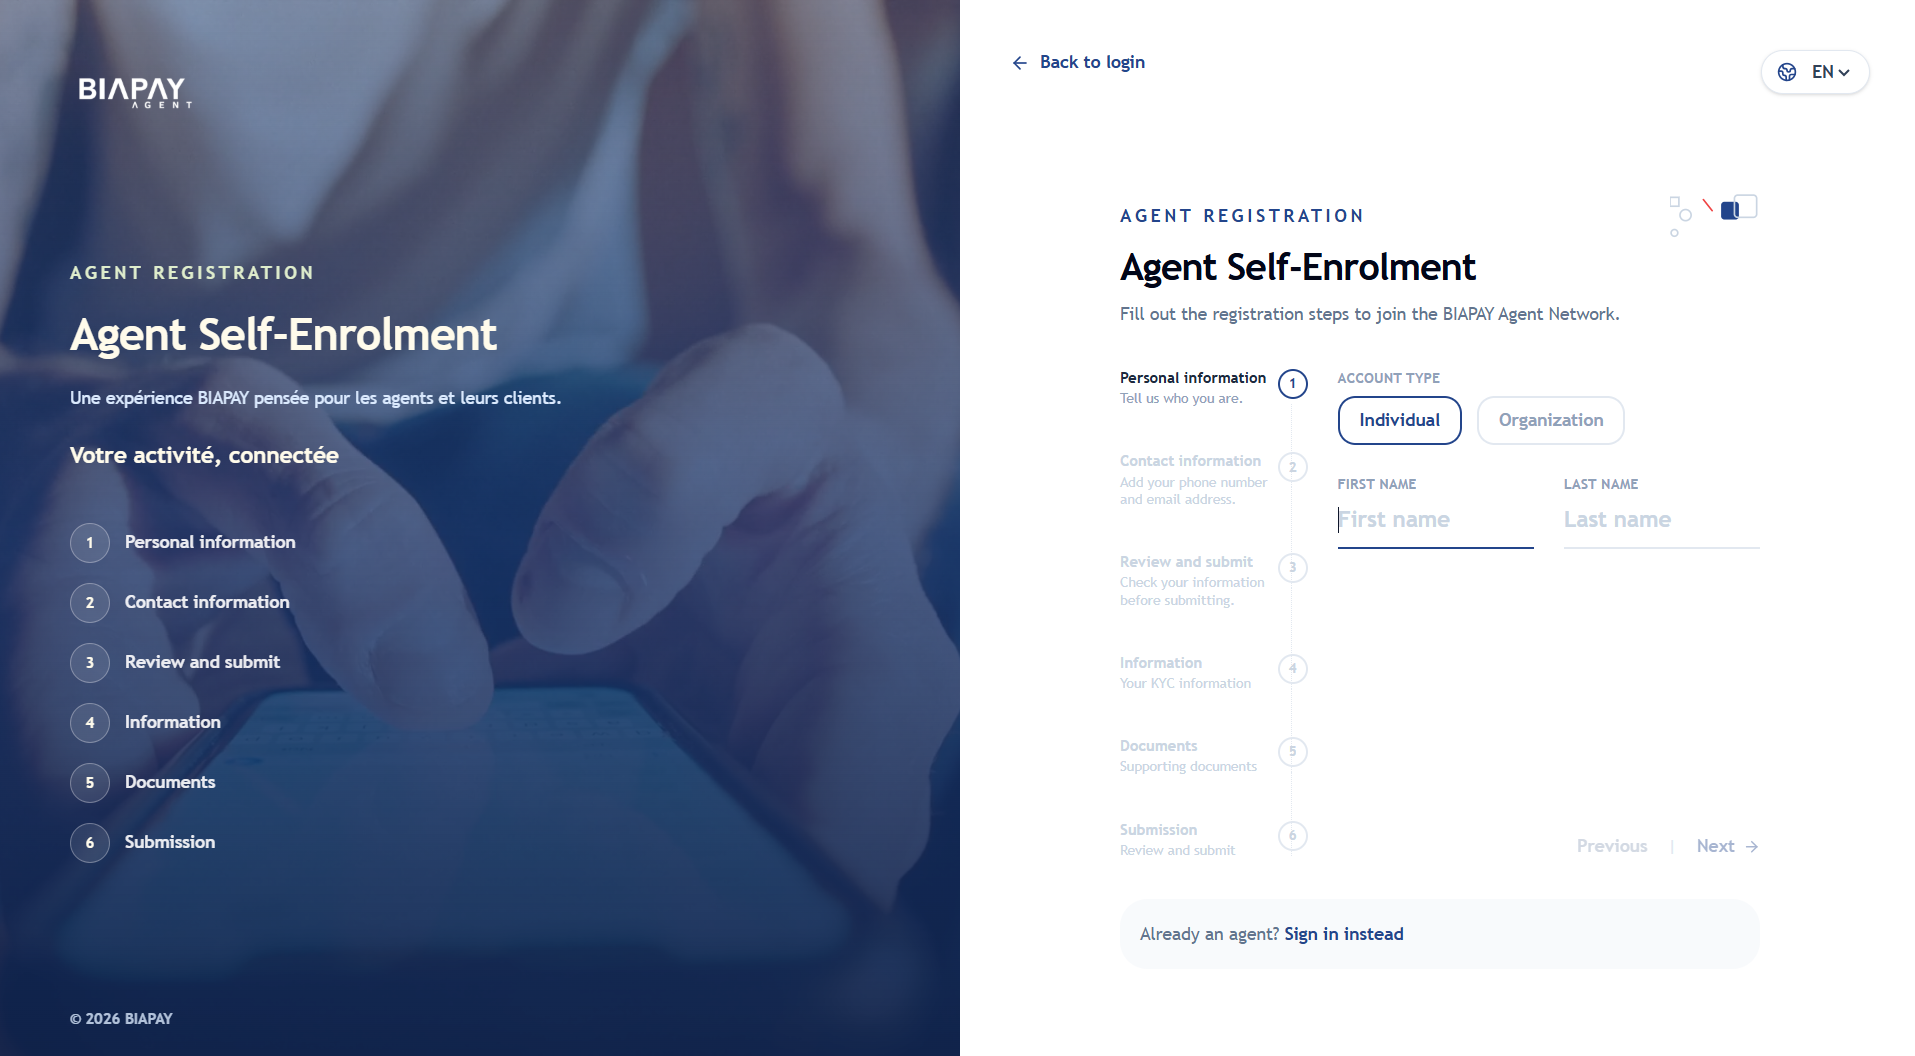 BIAPAY
AGENT
AGENT REGISTRATION
Agent Self-Enrolment
Une expérience BIAPAY pensée pour les agents et leurs clients.
Votre activité, connectée
1 Personal information
2 Contact information
3 Review and submit
4 Information
5 Documents
6 Submission
© 2026 BIAPAY
Back to login
EN
AGENT REGISTRATION
Agent Self-Enrolment
Fill out the registration steps to join the BIAPAY Agent Network.
Personal information 1
Tell us who you are.
Contact information 2
Add your phone number
and email address.
Review and submit 3
Check your information
before submitting.
Information 4
Your KYC information
Documents 5
Supporting documents
Submission 6
Review and submit
ACCOUNT TYPE
Individual Organization
FIRST NAME LAST NAME
First name Last name
Previous | Next
Already an agent? Sign in instead